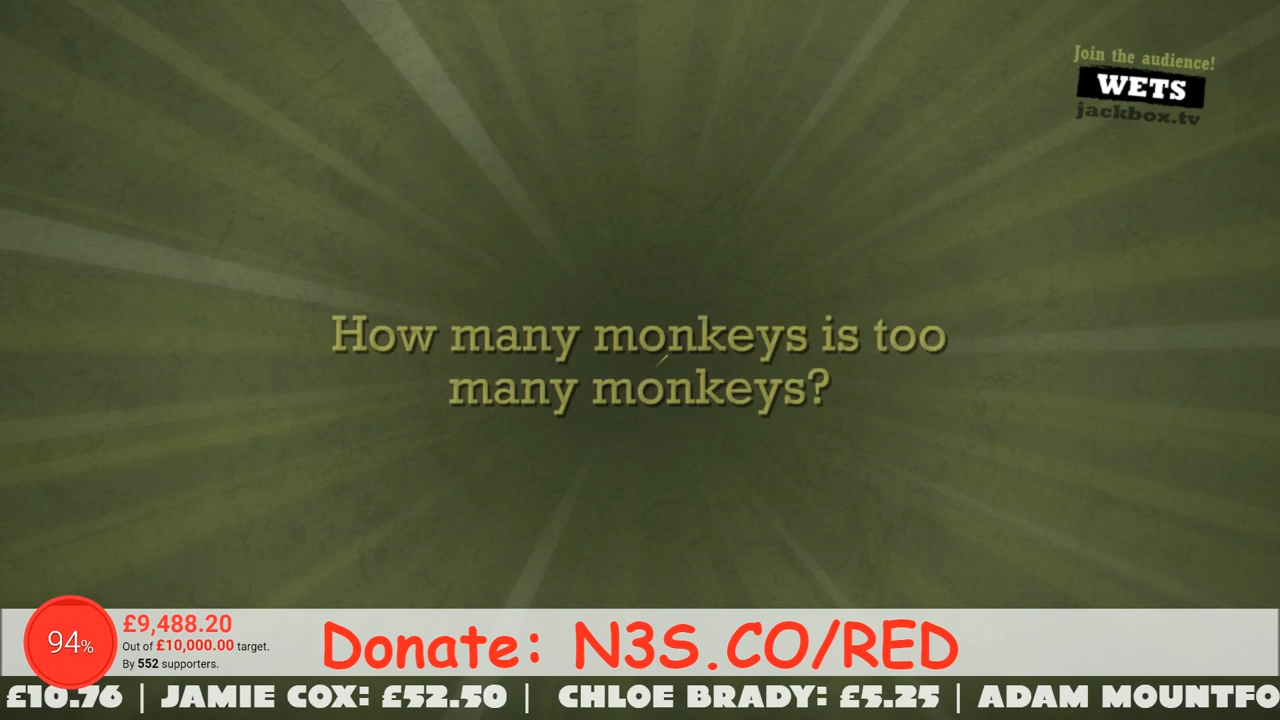 Join the audience!
WETS
jackbox.tv
How many monkeys is too
many monkeys?
94%
£9,488.20
Out of £10,000.00 target.
By 552 supporters.
Donate: N3S.CO/RED
£10.76 | JAMIE COX: £52.50 | CHLOE BRADY: £5.25 | ADAM MOUNTFO